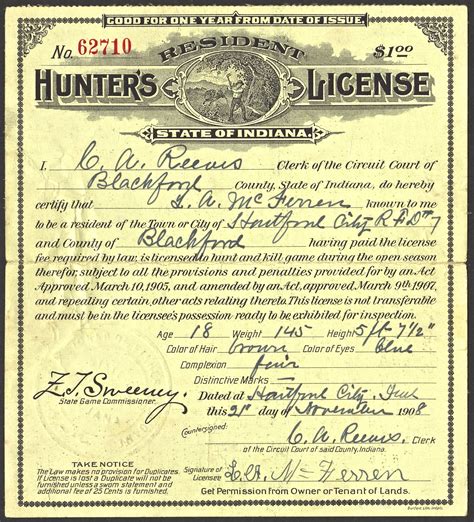 GOOD FOR ONE YEAR FROM DATE OF ISSUE.
No. 62710 RESIDENT $1.00
HUNTER'S LICENSE
STATE OF INDIANA.
I, C. A. Reeves Clerk of the Circuit Court of
Blackford County, State of Indiana, do hereby
certify that L. A. McFerren known to me
to be a resident of the Town or City of Hartford City R.F.D. #7
and County of Blackford having paid the license
fee required by law, is licensed to hunt and kill game during the open season
therefor, subject to all the provisions and penalties provided for by an Act
Approved March 10, 1905, and amended by an Act, approved March 9th 1907,
and repealing certain, other acts relating thereto. This license is not transferable
and must be in the licensee's possession ready to be exhibited for inspection.
Age 18 Weight 145 Height 5 ft 7 1/2"
Color of Hair brown Color of Eyes blue
Complexion fair
Distinctive Marks
Z. T. Sweeney. Dated at Hartford City, Ind
State Game Commissioner. this 21st day of November 1908
Countersigned: C. A. Reeves, Clerk
of the Circuit Court of said County, Indiana.
TAKE NOTICE
The Law makes no provision for Duplicates.
If License is lost a Duplicate will not be
furnished unless a sworn statement and
additional fee of 25 Cents is furnished.
Signature of Licensee McFerren
Get Permission from Owner or Tenant of Lands.